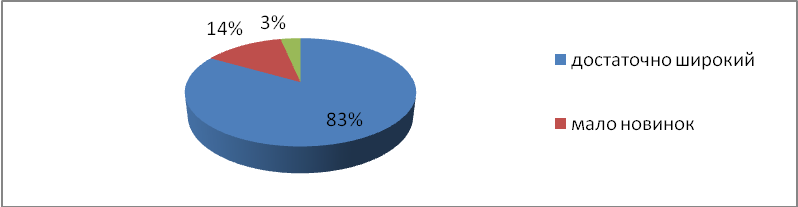 14%
3%
83%
достаточно широкий
мало новинок